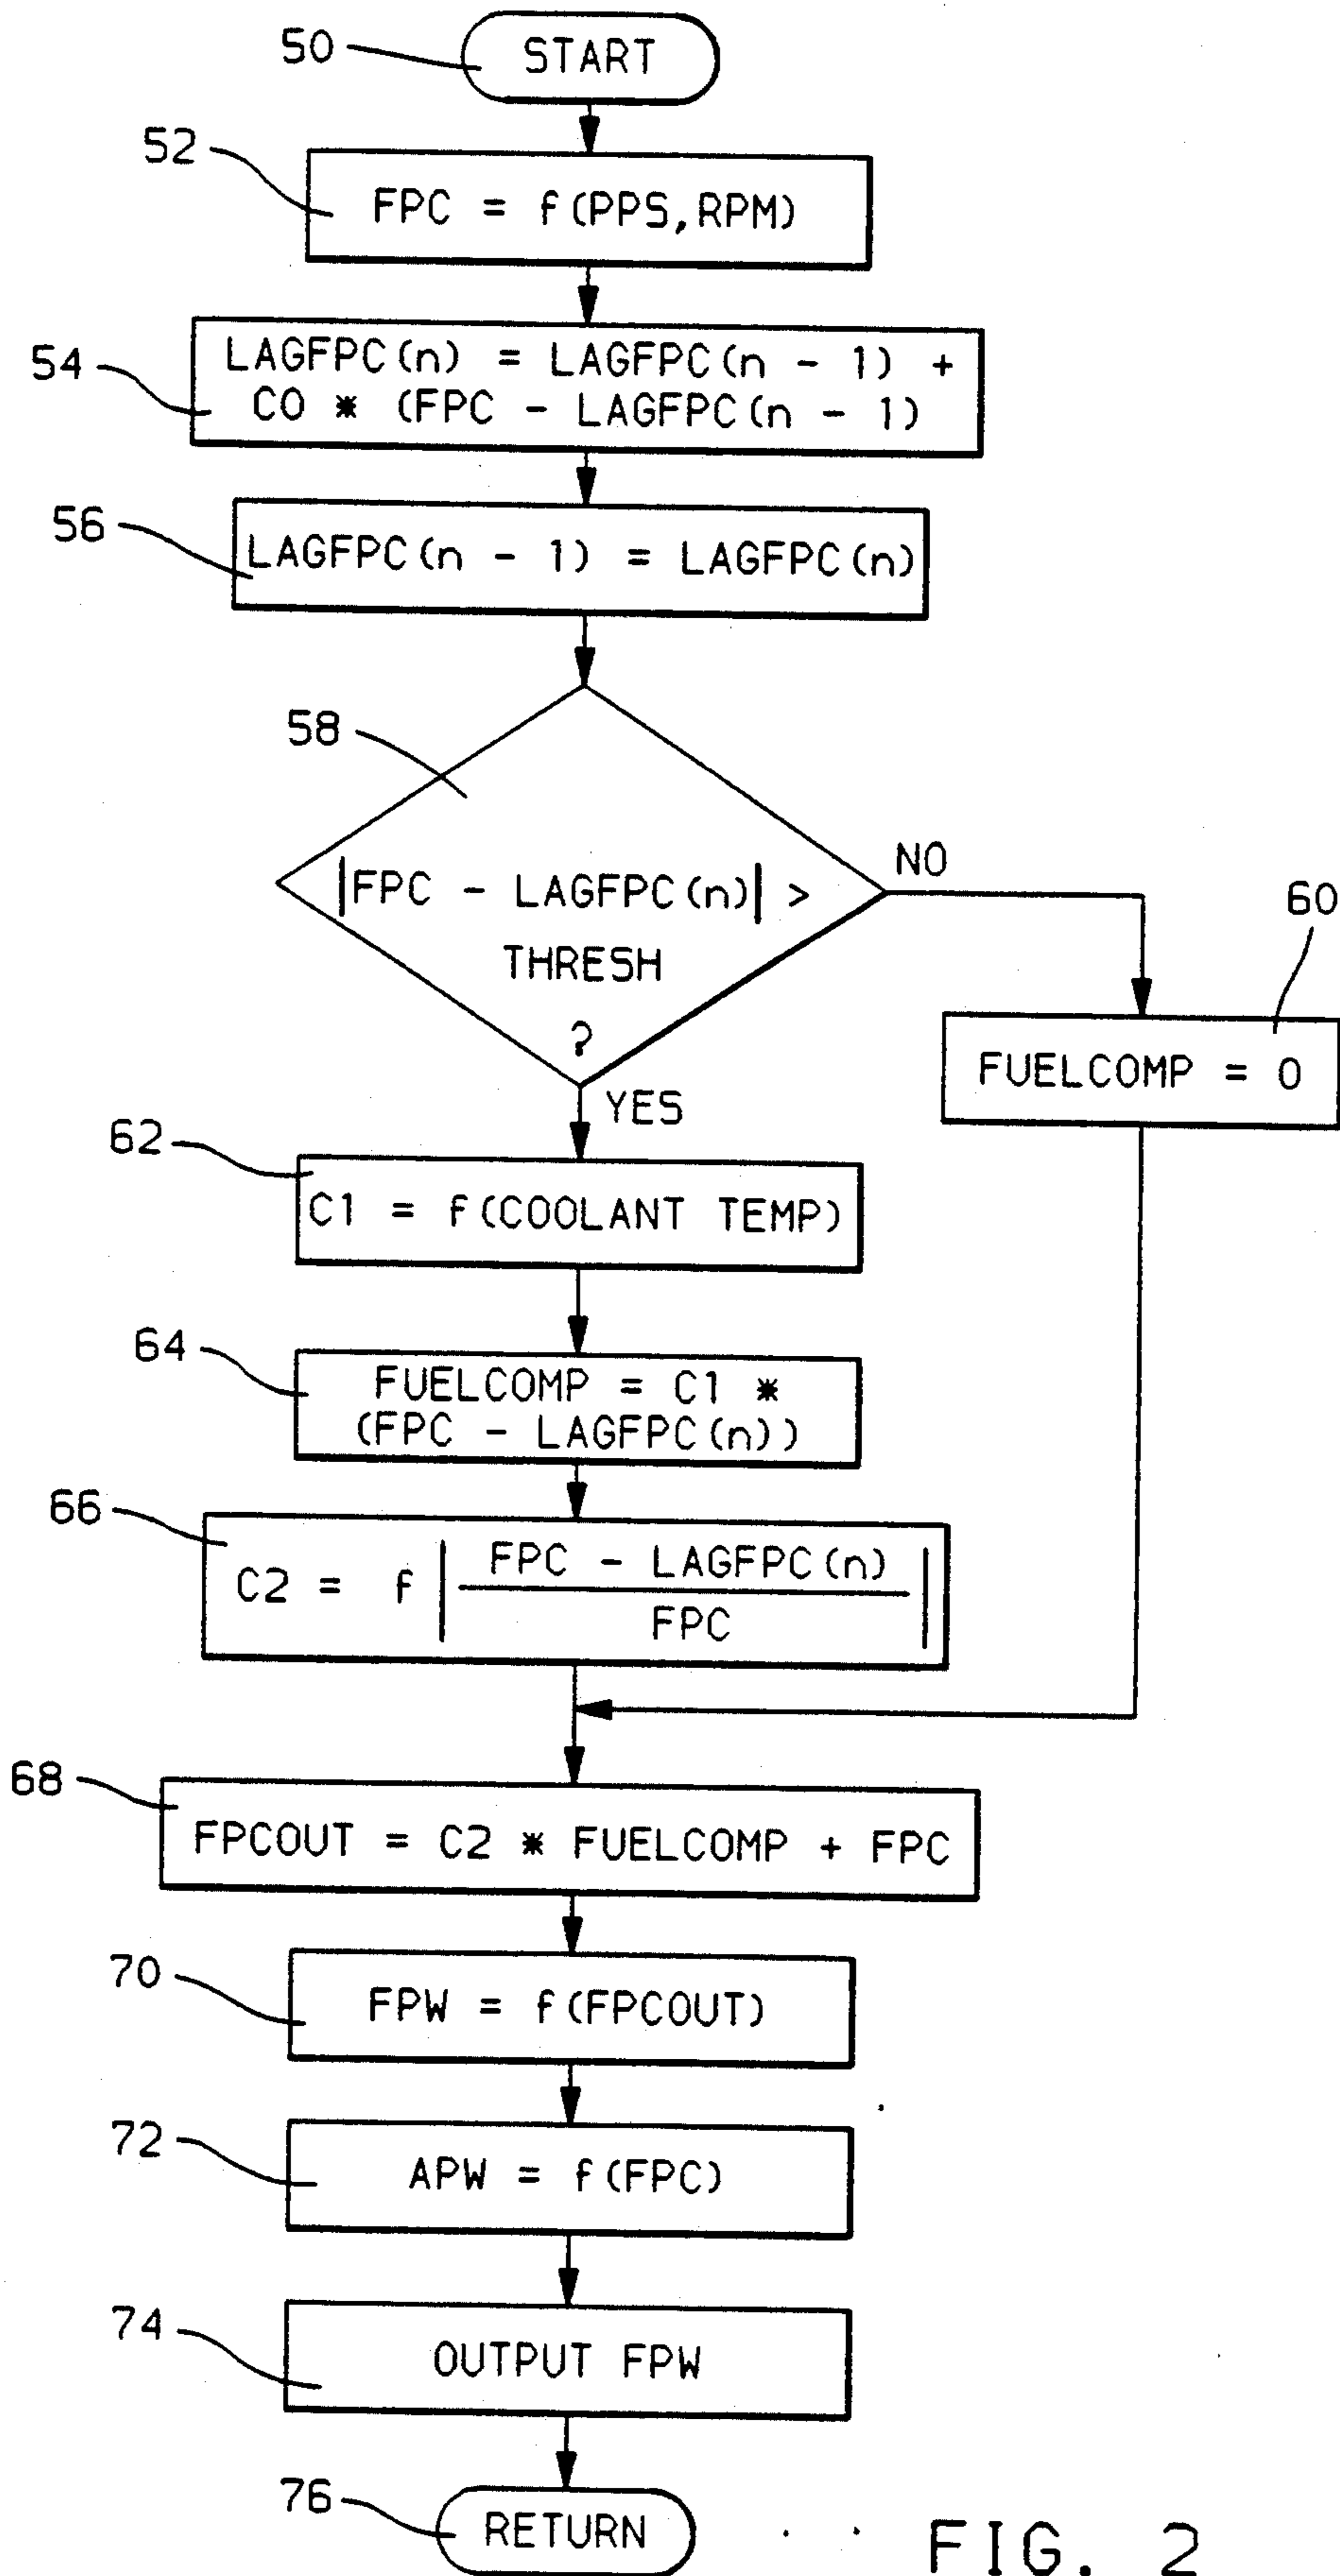 50
START
52
FPC = f(PPS,RPM)
54
LAGFPC(n) = LAGFPC(n - 1) +
CO * (FPC - LAGFPC(n - 1)
56
LAGFPC(n - 1) = LAGFPC(n)
58
|FPC - LAGFPC(n)| >
THRESH
?
NO
60
FUELCOMP = 0
YES
62
C1 = f(COOLANT TEMP)
64
FUELCOMP = C1 *
(FPC - LAGFPC(n))
66
C2 = f | FPC - LAGFPC(n) |
FPC
68
FPCOUT = C2 * FUELCOMP + FPC
70
FPW = f(FPCOUT)
72
APW = f(FPC)
74
OUTPUT FPW
76
RETURN
FIG. 2